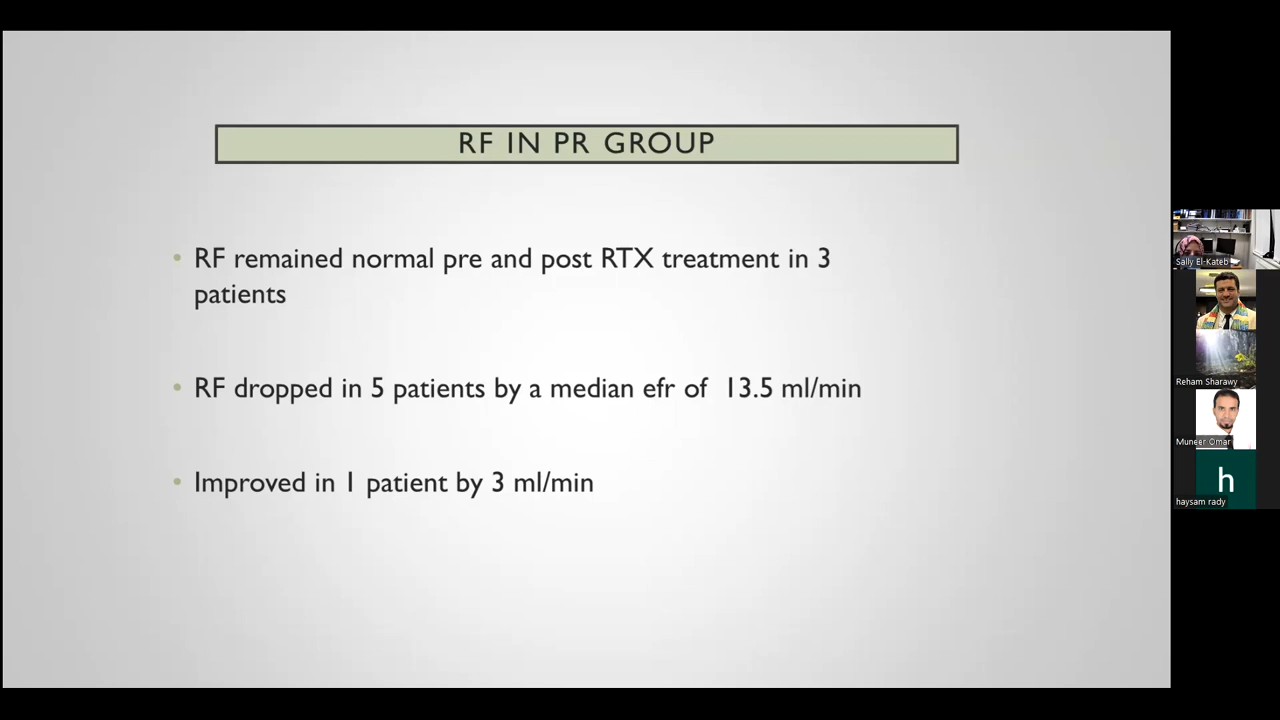 RF IN PR GROUP
• RF remained normal pre and post RTX treatment in 3
patients
• RF dropped in 5 patients by a median efr of 13.5 ml/min
• Improved in 1 patient by 3 ml/min
Sally El-Kateb
Reham Sharawy
Muneer Omar
h
haysam rady